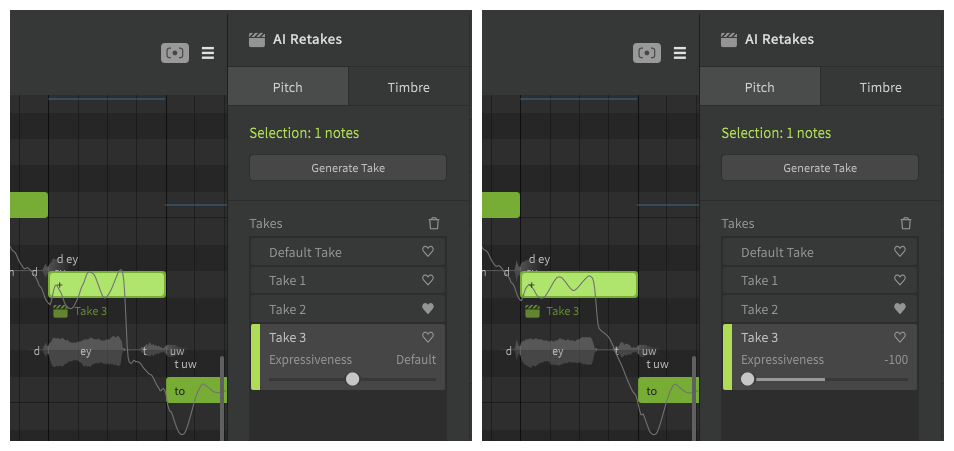 AI Retakes
Pitch Timbre
Selection: 1 notes
Generate Take
Takes
Default Take
Take 1
Take 2
Take 3
Expressiveness Default
d ey
d
+
Take 3
d ey t uw
t uw
to
AI Retakes
Pitch Timbre
Selection: 1 notes
Generate Take
Takes
Default Take
Take 1
Take 2
Take 3
Expressiveness -100
d ey
d
+
Take 3
d ey t uw
t uw
to